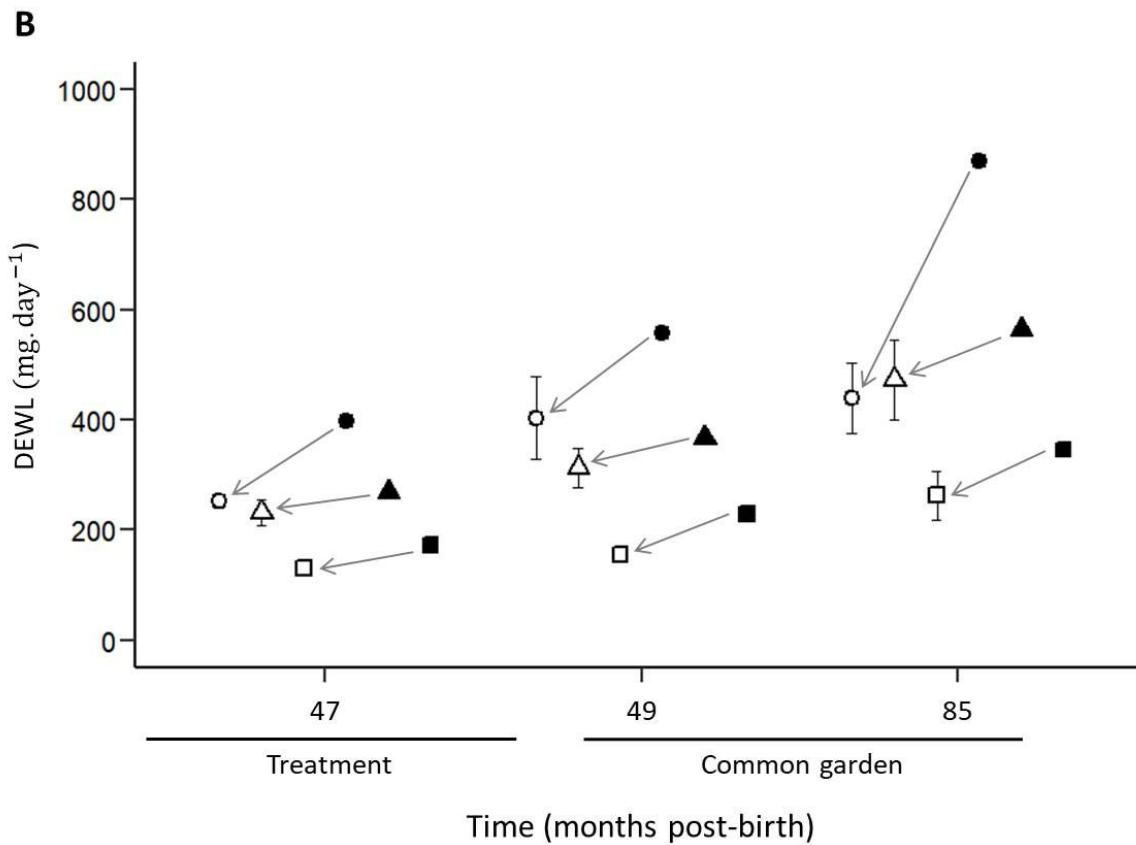 B
1000
800
600
400
200
0
DEWL (mg.day⁻¹)
47 49 85
Treatment Common garden
Time (months post-birth)